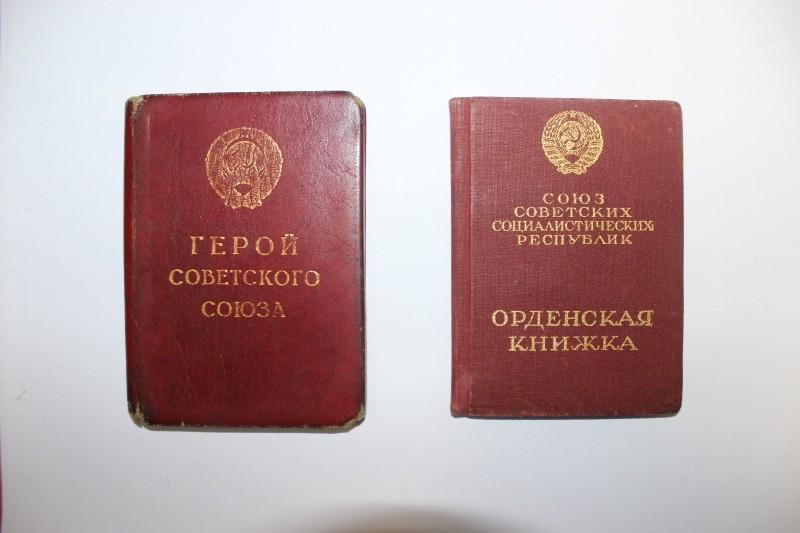 ГЕРОЙ
СОВЕТСКОГО
СОЮЗА
СОЮЗ
СОВЕТСКИХ
СОЦИАЛИСТИЧЕСКИХ
РЕСПУБЛИК
ОРДЕНСКАЯ
КНИЖКА